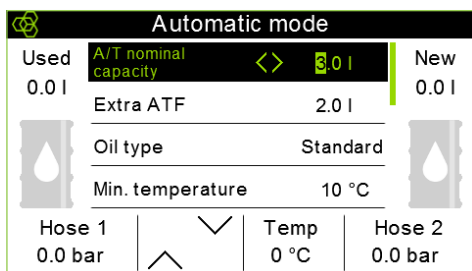 Automatic mode
Used
0.0 l
A/T nominal
capacity
<> 3.0 l
Extra ATF 2.0 l
Oil type Standard
Min. temperature 10 °C
New
0.0 l
Hose 1
0.0 bar
Temp
0 °C
Hose 2
0.0 bar